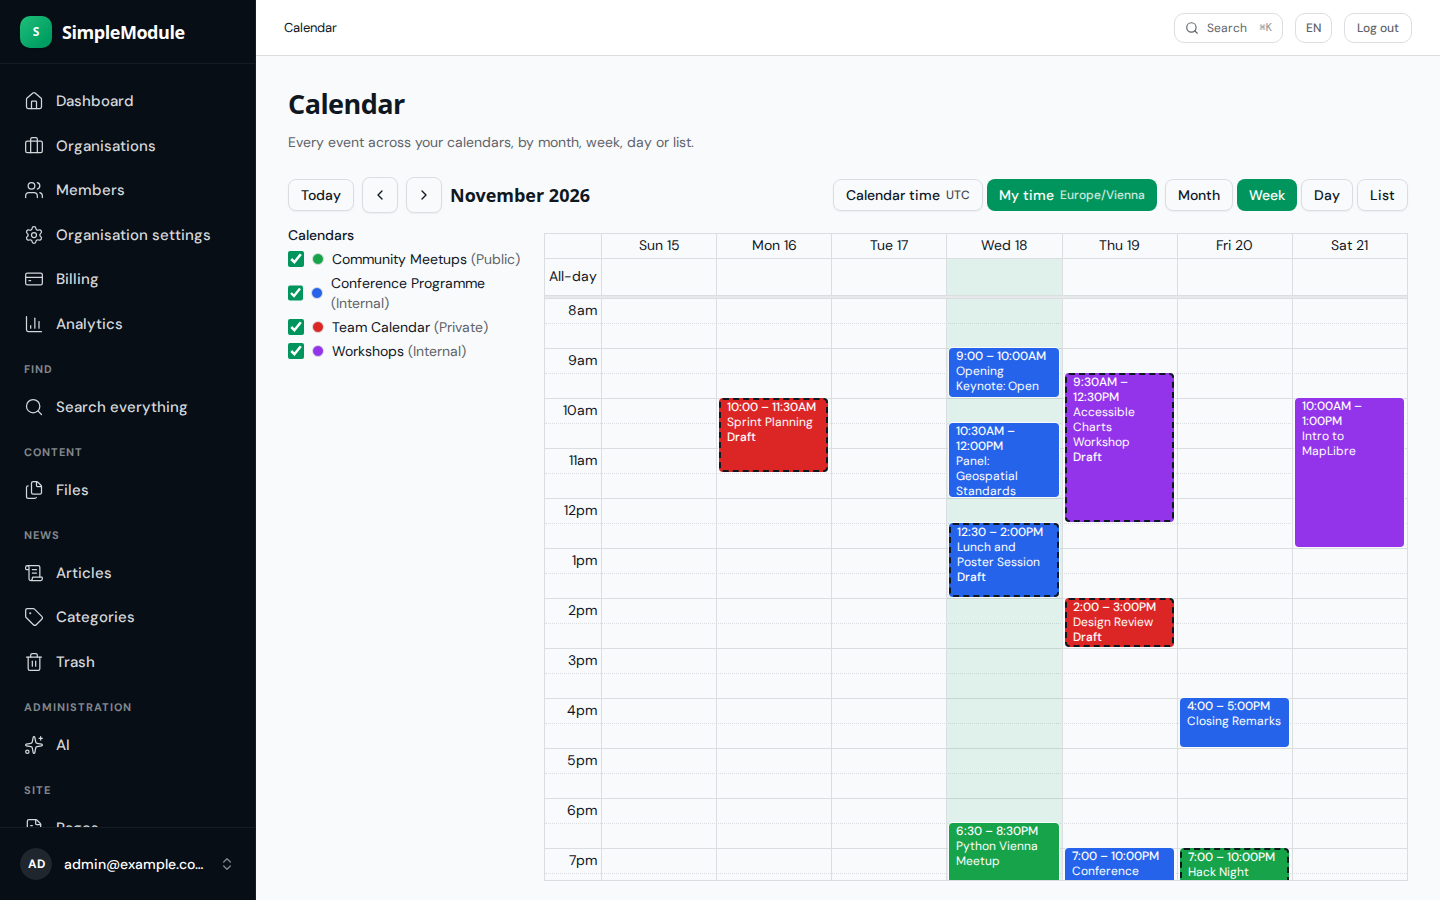 S
SimpleModule
Dashboard
Organisations
Members
Organisation settings
Billing
Analytics
FIND
Search everything
CONTENT
Files
NEWS
Articles
Categories
Trash
ADMINISTRATION
AI
SITE
Pages
AD
admin@example.co...
Calendar
Search ⌘K
EN
Log out
Calendar
Every event across your calendars, by month, week, day or list.
Today
November 2026
Calendar time UTC
My time Europe/Vienna
Month
Week
Day
List
Calendars
Community Meetups (Public)
Conference Programme
(Internal)
Team Calendar (Private)
Workshops (Internal)
Sun 15
Mon 16
Tue 17
Wed 18
Thu 19
Fri 20
Sat 21
All-day
8am
9am
10am
11am
12pm
1pm
2pm
3pm
4pm
5pm
6pm
7pm
10:00 – 11:30AM
Sprint Planning
Draft
9:00 – 10:00AM
Opening
Keynote: Open
10:30AM –
12:00PM
Panel:
Geospatial
Standards
12:30 – 2:00PM
Lunch and
Poster Session
Draft
6:30 – 8:30PM
Python Vienna
Meetup
9:30AM –
12:30PM
Accessible
Charts
Workshop
Draft
2:00 – 3:00PM
Design Review
Draft
7:00 – 10:00PM
Conference
4:00 – 5:00PM
Closing Remarks
7:00 – 10:00PM
Hack Night
10:00AM –
1:00PM
Intro to
MapLibre